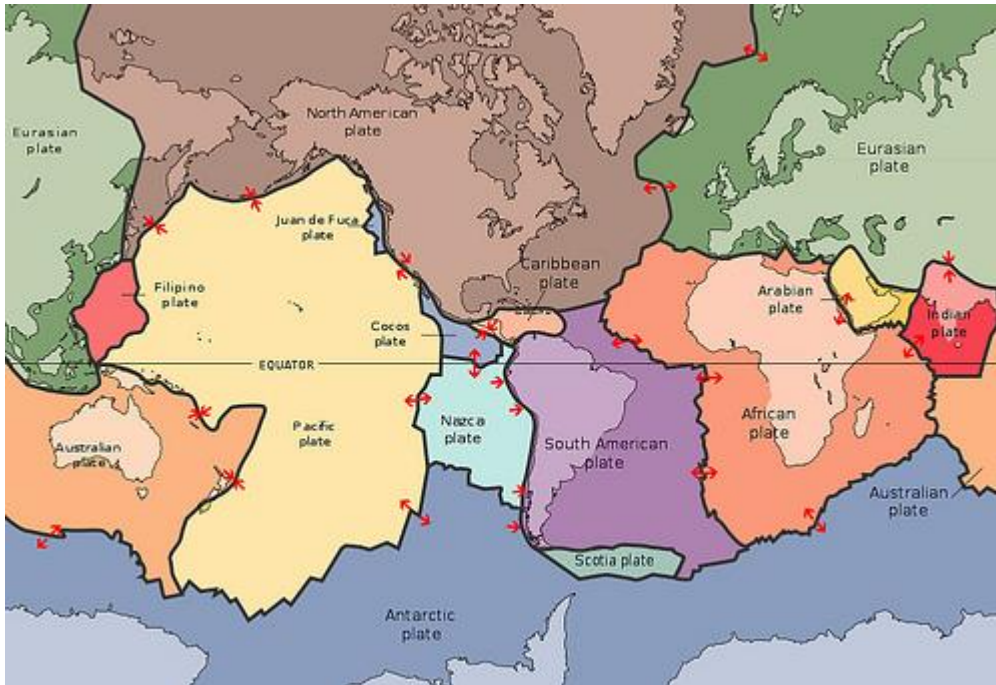 North American
plate
Eurasian
plate
Eurasian
plate
Juan de Fuca
plate
Caribbean
plate
Filipino
plate
Arabian
plate
Indian
plate
Cocos
plate
EQUATOR
Nazca
plate
African
plate
Pacific
plate
South American
plate
Australian
plate
Australian
plate
Scotia plate
Antarctic
plate